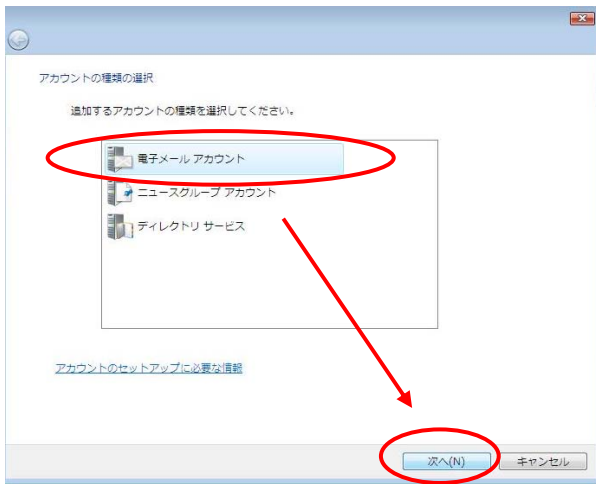 アカウントの種類の選択
追加するアカウントの種類を選択してください。
電子メール アカウント
ニュースグループ アカウント
ディレクトリ サービス
アカウントのセットアップに必要な情報
次へ(N)
キャンセル